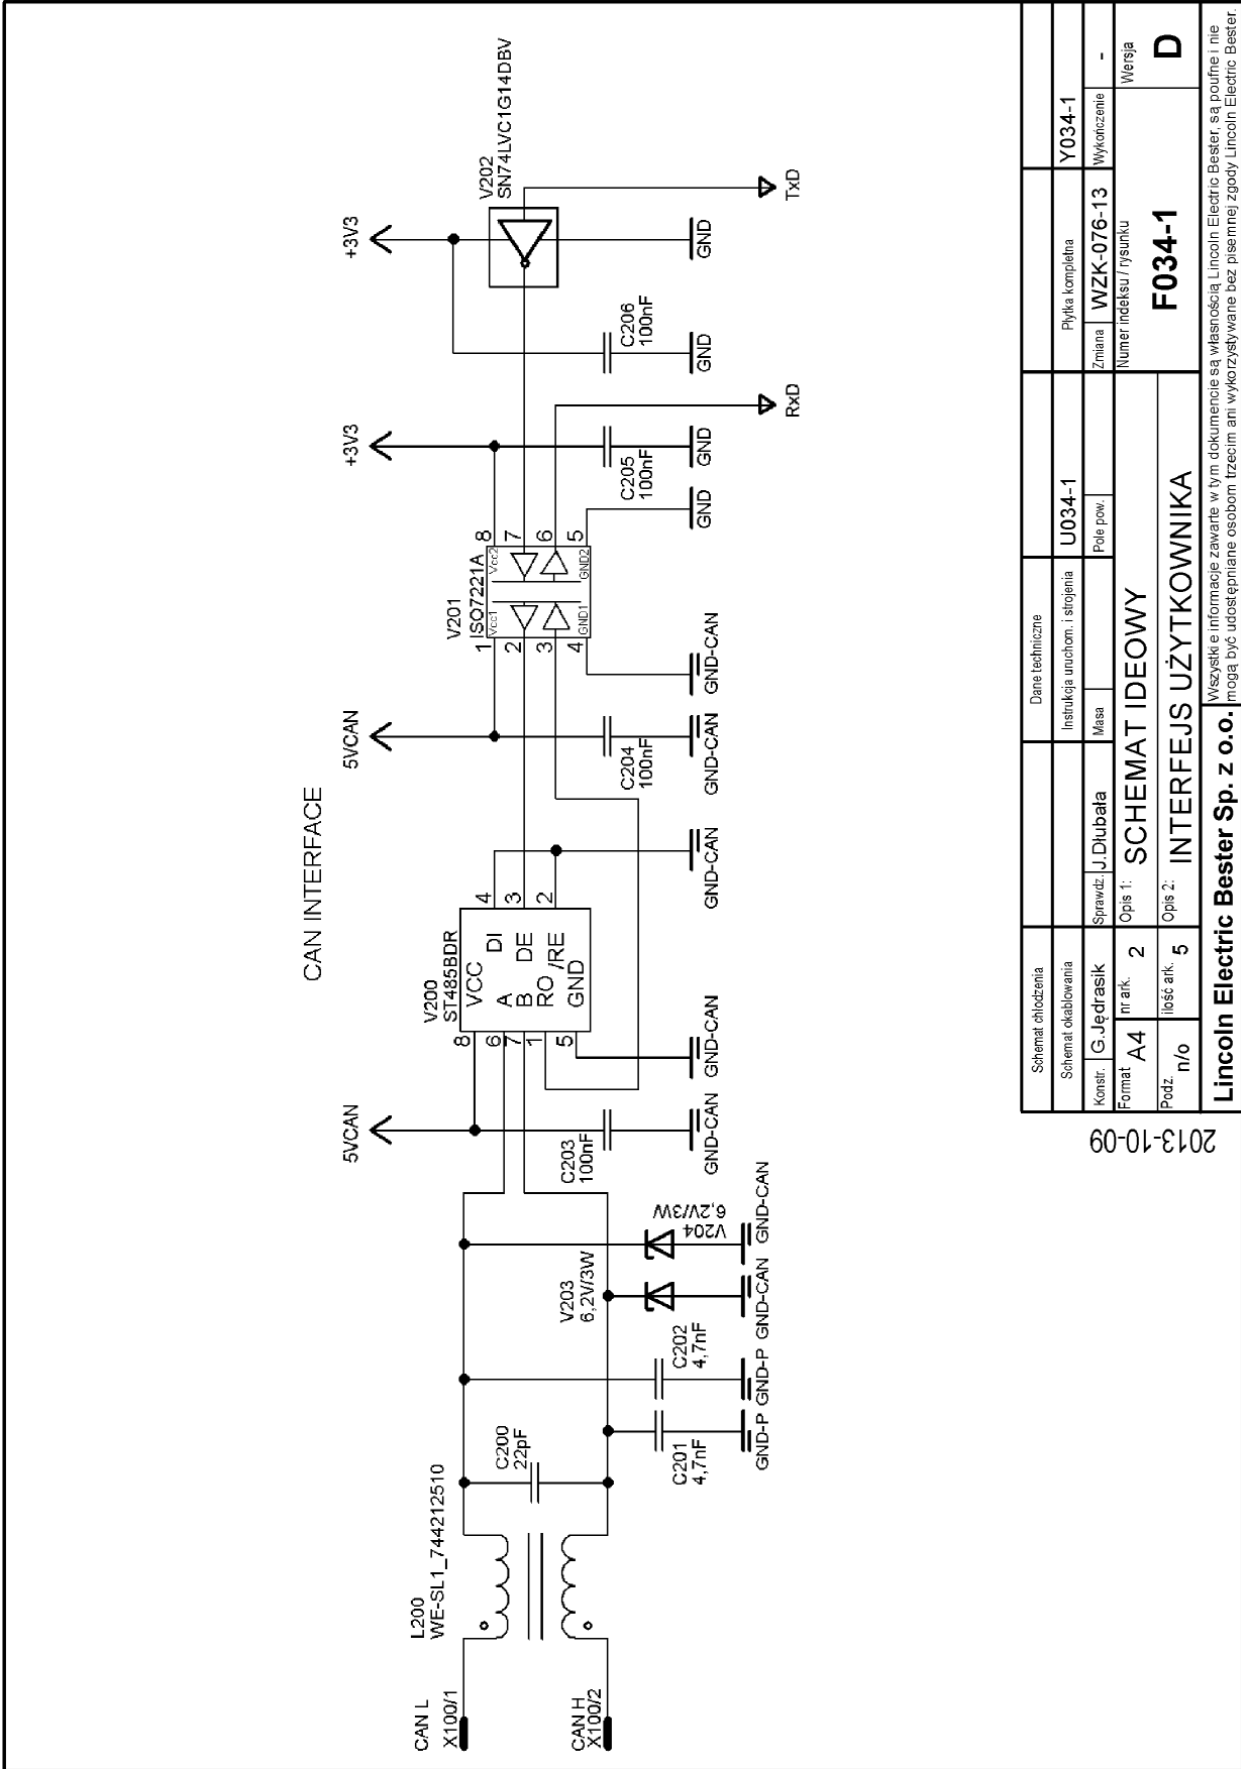 CAN INTERFACE
CAN L
X100/1
CAN H
X100/2
L200
WE-SL1_744212510
C200
22pF
C201
4,7nF
GND-P
C202
4,7nF
GND-P
V203
6,2V/3W
GND-CAN
V204
6,2V/3W
GND-CAN
5VCAN
C203
100nF
GND-CAN
V200
ST485BDR
8
6
7
1
5
VCC
A
B
RO
GND
DI
DE
/RE
4
3
2
GND-CAN
GND-CAN
5VCAN
C204
100nF
GND-CAN
V201
ISO7221A
1
2
3
4
Vcc1
GND1
Vcc2
GND2
8
7
6
5
GND-CAN
GND
+3V3
C205
100nF
GND
RxD
+3V3
C206
100nF
GND
V202
SN74LVC1G14DBV
GND
TxD
2013-10-09
Schemat chłodzenia
Dane techniczne
Schemat okablowania
Instrukcja uruchom. i strojenia
U034-1
Płytka kompletna
Y034-1
Konstr. G.Jędrasik
Sprawdz. J.Dłubała
Masa
Pole pow.
Zmiana WZK-076-13
Wykończenie -
Format A4
nr ark. 2
Opis 1: SCHEMAT IDEOWY
Numer indeksu / rysunku
F034-1
Wersja
D
Podz. n/o
ilość ark. 5
Opis 2: INTERFEJS UŻYTKOWNIKA
Lincoln Electric Bester Sp. z o.o.
Wszystkie informacje zawarte w tym dokumencie są własnością Lincoln Electric Bester, są poufne i nie
mogą być udostępniane osobom trzecim ani wykorzystywane bez pisemnej zgody Lincoln Electric Bester.